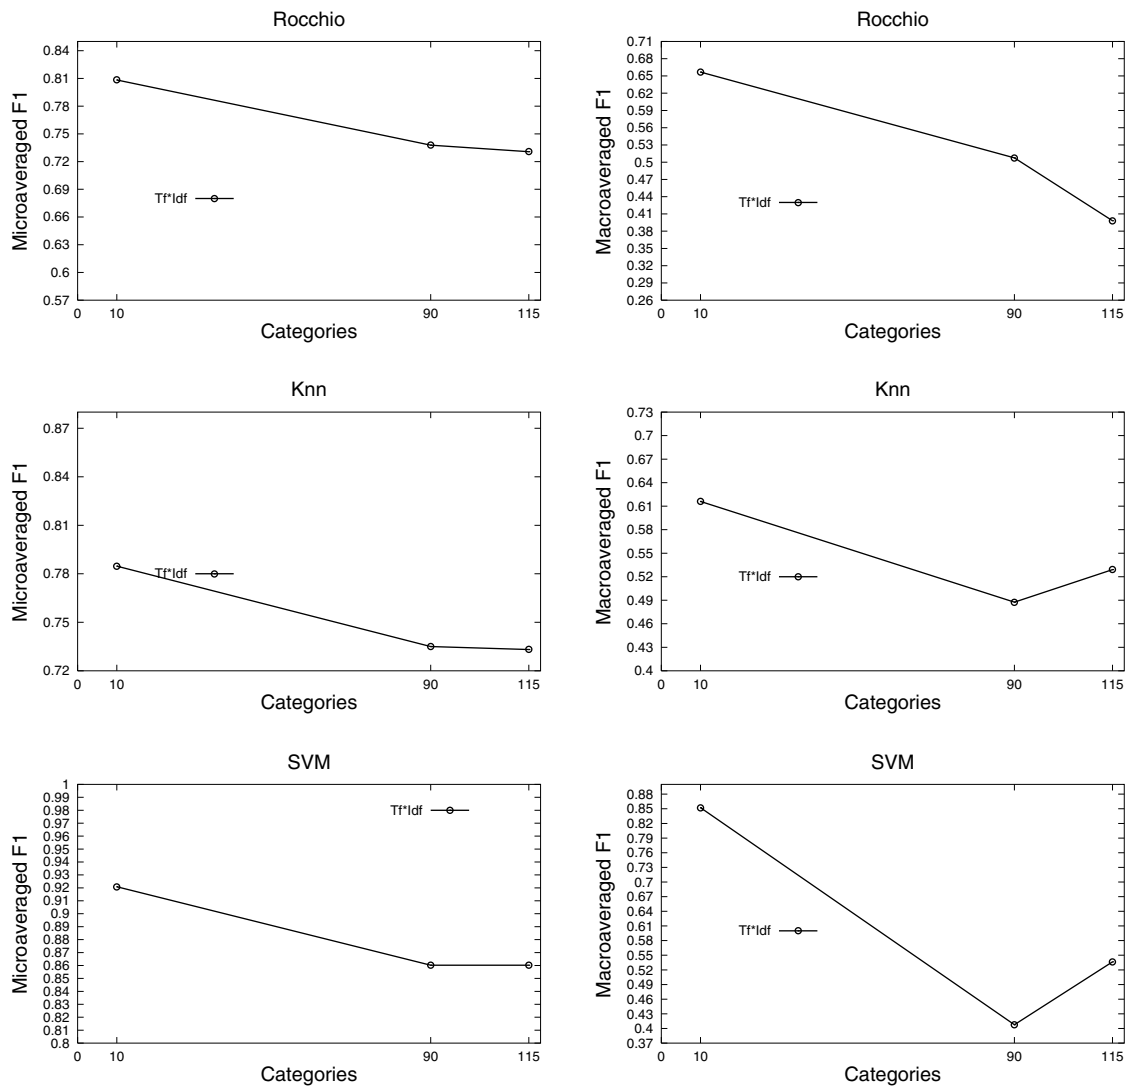 Rocchio
Microaveraged F1
0.84
0.81
0.78
0.75
0.72
0.69
0.66
0.63
0.6
0.57
Tf*Idf
0 10 90 115
Categories
Rocchio
Macroaveraged F1
0.71
0.68
0.65
0.62
0.59
0.56
0.53
0.5
0.47
0.44
0.41
0.38
0.35
0.32
0.29
0.26
Tf*Idf
0 10 90 115
Categories
Knn
Microaveraged F1
0.87
0.84
0.81
0.78
0.75
0.72
Tf*Idf
0 10 90 115
Categories
Knn
Macroaveraged F1
0.73
0.7
0.67
0.64
0.61
0.58
0.55
0.52
0.49
0.46
0.43
0.4
Tf*Idf
0 10 90 115
Categories
SVM
Microaveraged F1
1
0.99
0.98
0.97
0.96
0.95
0.94
0.93
0.92
0.91
0.9
0.89
0.88
0.87
0.86
0.85
0.84
0.83
0.82
0.81
0.8
Tf*Idf
0 10 90 115
Categories
SVM
Macroaveraged F1
0.88
0.85
0.82
0.79
0.76
0.73
0.7
0.67
0.64
0.61
0.58
0.55
0.52
0.49
0.46
0.43
0.4
0.37
Tf*Idf
0 10 90 115
Categories